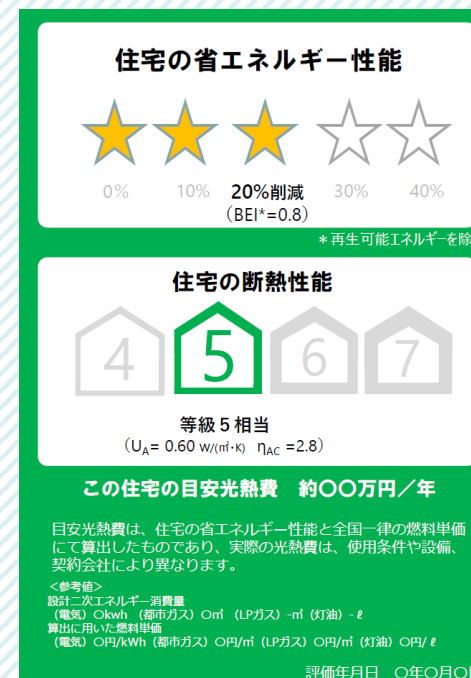 住宅の省エネルギー性能
0% 10% 20%削減 30% 40%
(BEI*=0.8)
*再生可能エネルギーを除
住宅の断熱性能
4 5 6 7
等級5相当
(UA= 0.60 W/(㎡・K) ηAC =2.8)
この住宅の目安光熱費 約〇〇万円／年
目安光熱費は、住宅の省エネルギー性能と全国一律の燃料単価
にて算出したものであり、実際の光熱費は、使用条件や設備、
契約会社により異なります。
<参考値>
設計二次エネルギー消費量
(電気) 〇kwh (都市ガス) 〇㎡ (LPガス) -㎡ (灯油) - ℓ
算出に用いた燃料単価
(電気) 〇円/kWh (都市ガス) 〇円/㎡ (LPガス) 〇円/㎡ (灯油) 〇円/ ℓ
評価年月日 〇年〇月〇